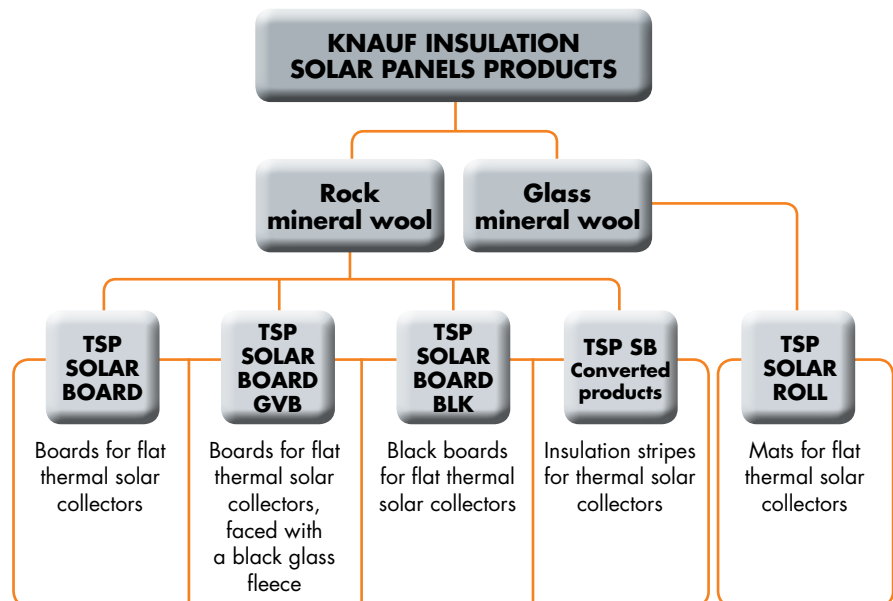 KNAUF INSULATION
SOLAR PANELS PRODUCTS
Rock
mineral wool
Glass
mineral wool
TSP
SOLAR
BOARD
Boards for flat
thermal solar
collectors
TSP
SOLAR
BOARD
GVB
Boards for flat
thermal solar
collectors,
faced with
a black glass
fleece
TSP
SOLAR
BOARD
BLK
Black boards
for flat thermal
solar collectors
TSP SB
Converted
products
Insulation stripes
for thermal solar
collectors
TSP
SOLAR
ROLL
Mats for flat
thermal solar
collectors